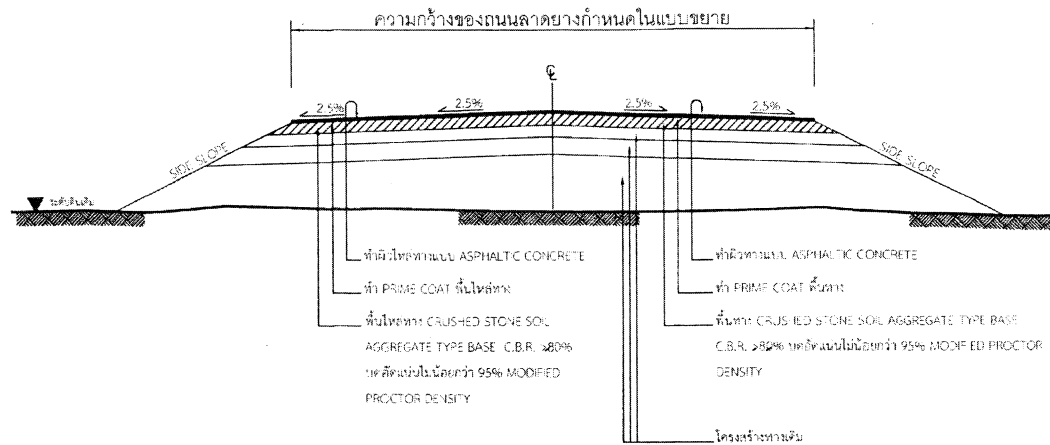 ความกว้างของถนนลาดยางกำหนดในแบบขยาย
℄
2.5%
2.5%
2.5%
2.5%
SIDE SLOPE
SIDE SLOPE
ระดับดินเดิม
ทำผิวไหล่ทางแบบ ASPHALTIC CONCRETE
ทำ PRIME COAT พื้นไหล่ทาง
พื้นไหล่ทาง CRUSHED STONE SOIL
AGGREGATE TYPE BASE C.B.R. >80%
บดอัดแน่นไม่น้อยกว่า 95% MODIFIED
PROCTOR DENSITY
ทำผิวทางแบบ ASPHALTIC CONCRETE
ทำ PRIME COAT พื้นทาง
พื้นทาง CRUSHED STONE SOIL AGGREGATE TYPE BASE
C.B.R. >80% บดอัดแน่นไม่น้อยกว่า 95% MODIFIED PROCTOR
DENSITY
โครงสร้างทางเดิม